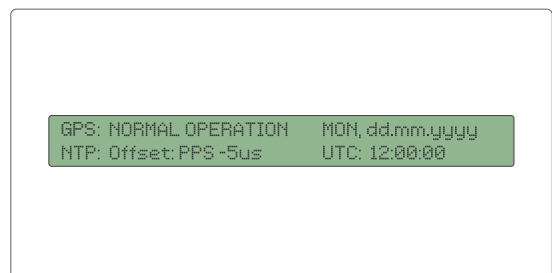 GPS: NORMAL OPERATION MON, dd.mm.yyyy
NTP: Offset: PPS -5us UTC: 12:00:00